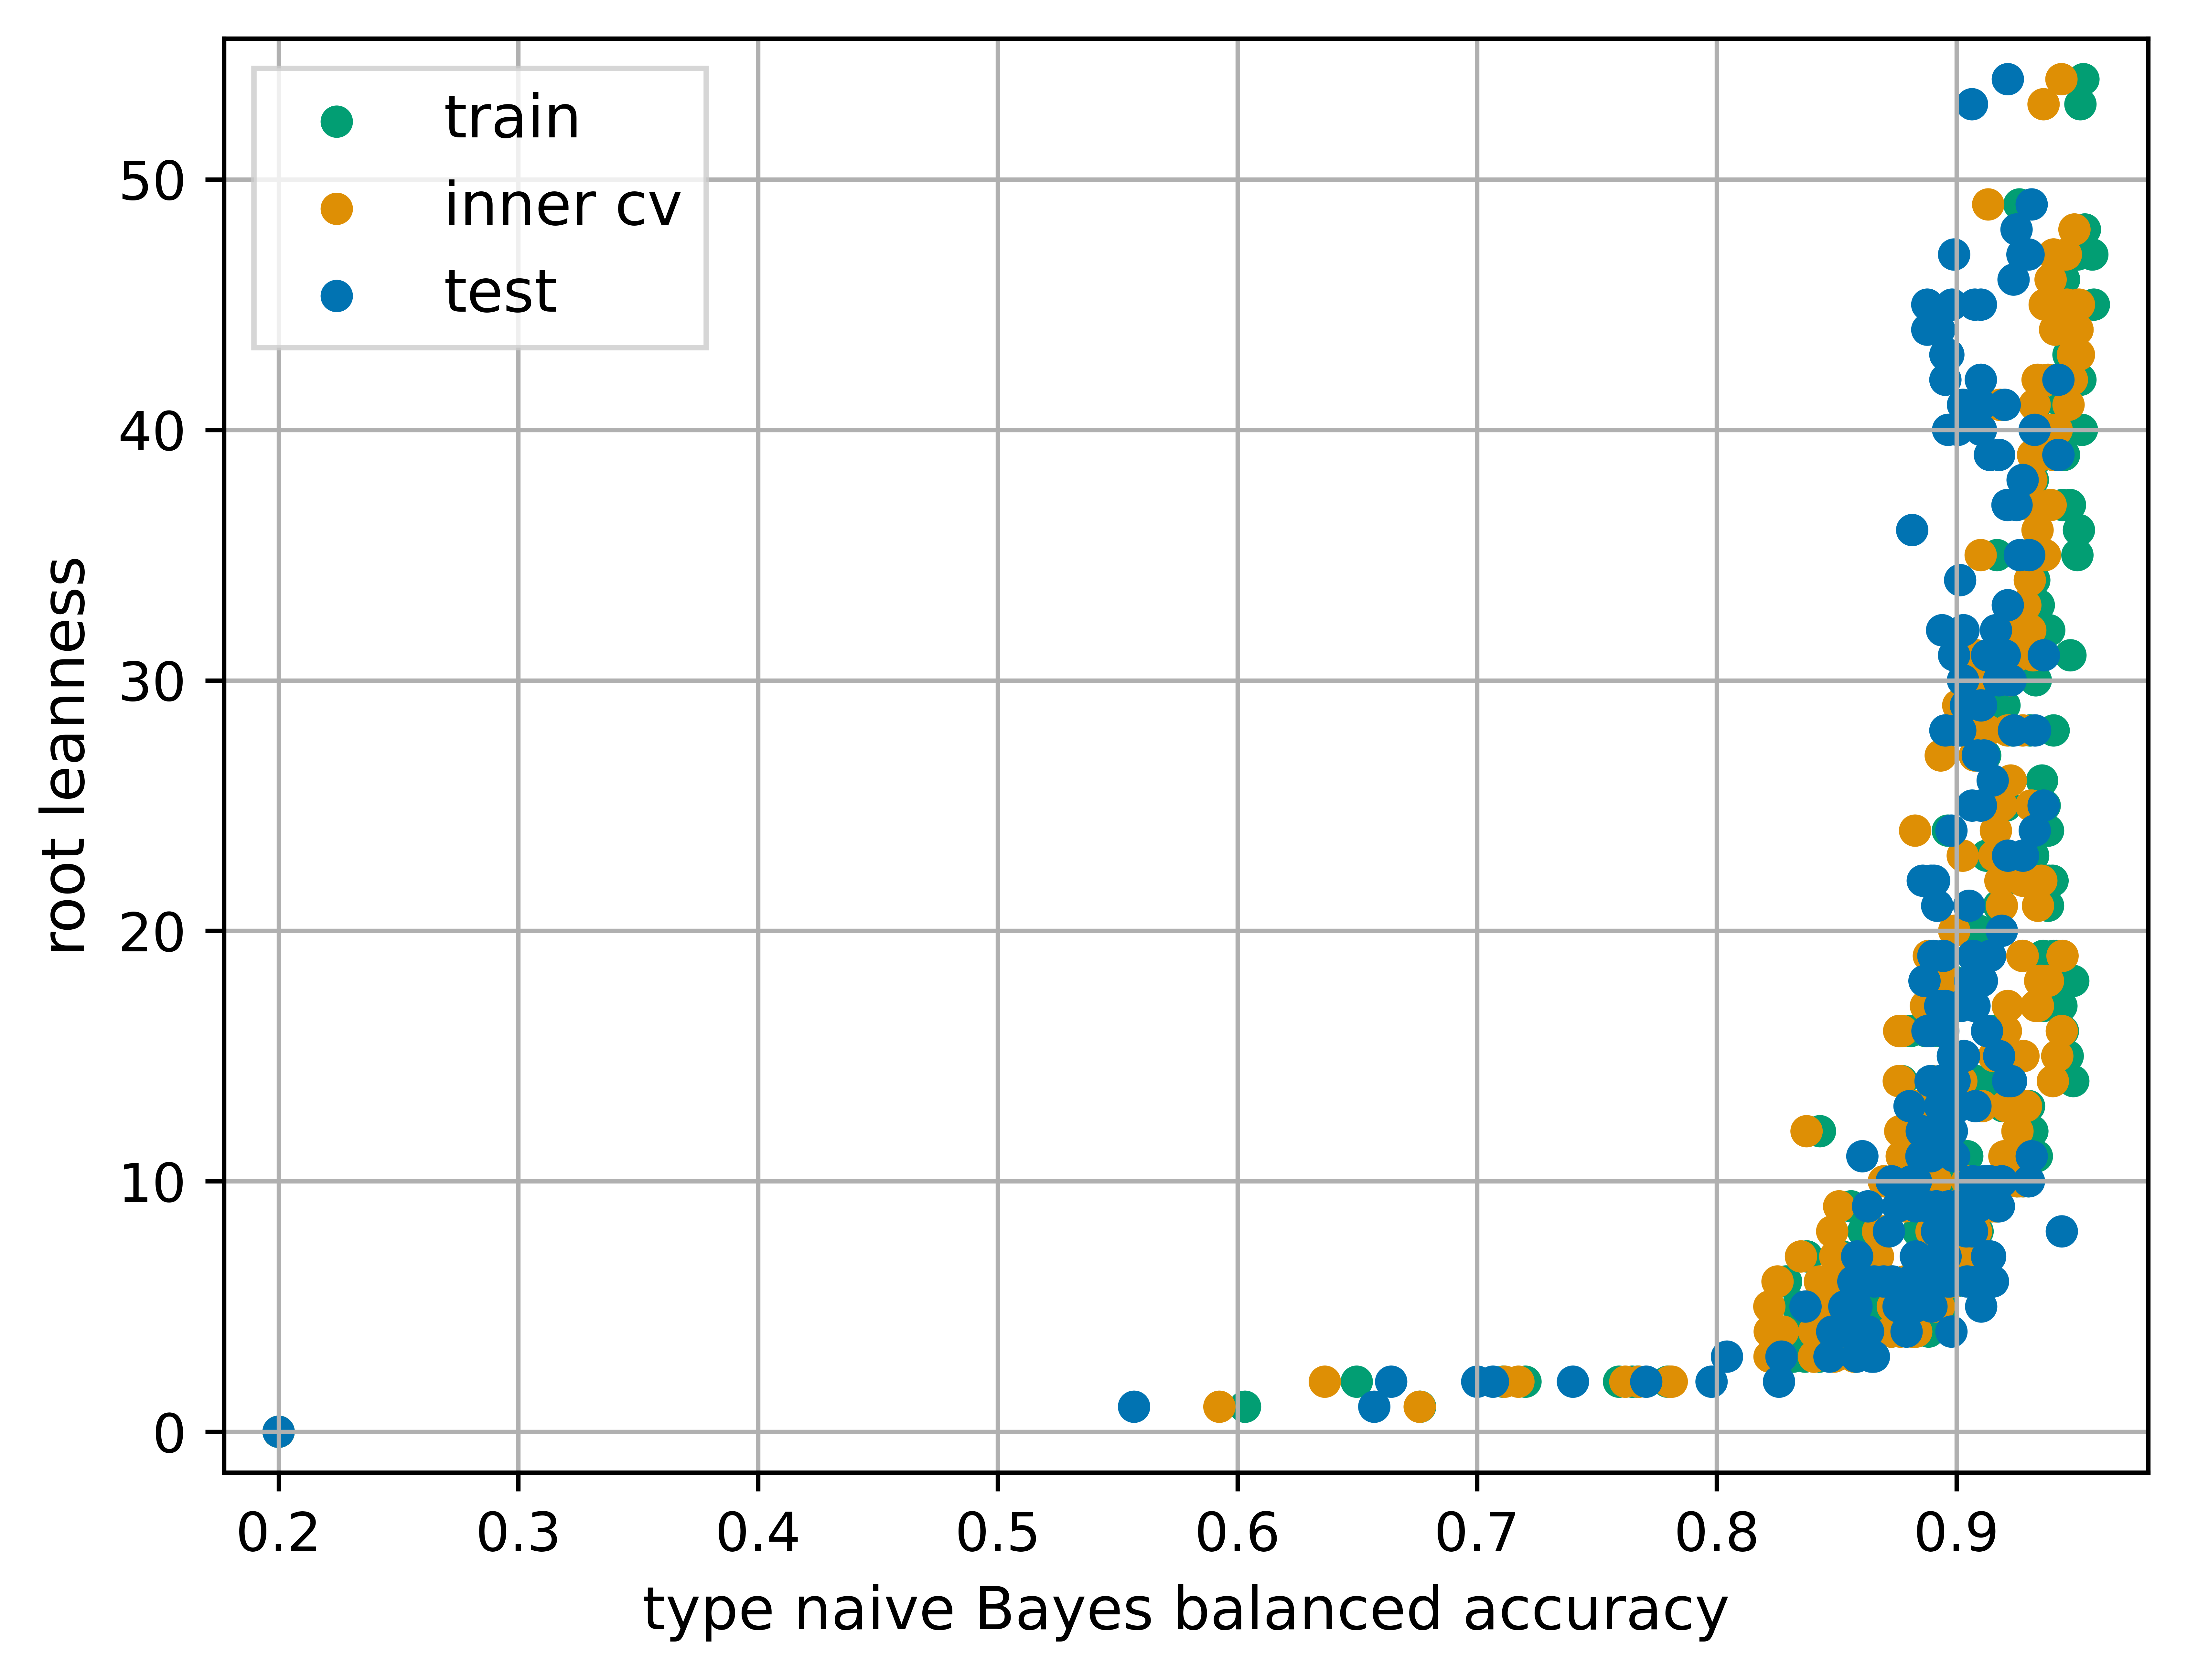 train
inner cv
test
50
40
30
20
10
0
root leanness
0.2 0.3 0.4 0.5 0.6 0.7 0.8 0.9
type naive Bayes balanced accuracy